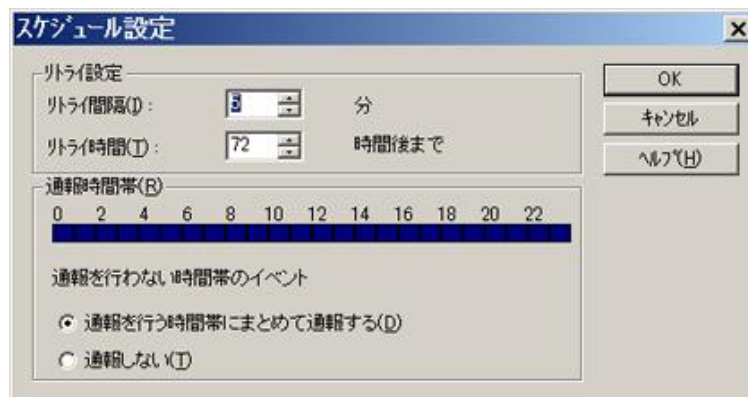 スケジュール設定
リトライ設定
リトライ間隔(I) : 5 分
リトライ時間(T) : 72 時間後まで
OK
キャンセル
ヘルプ(H)
通報時間帯(R)
0 2 4 6 8 10 12 14 16 18 20 22
通報を行わない時間帯のイベント
通報を行う時間帯にまとめて通報する(D)
通報しない(T)